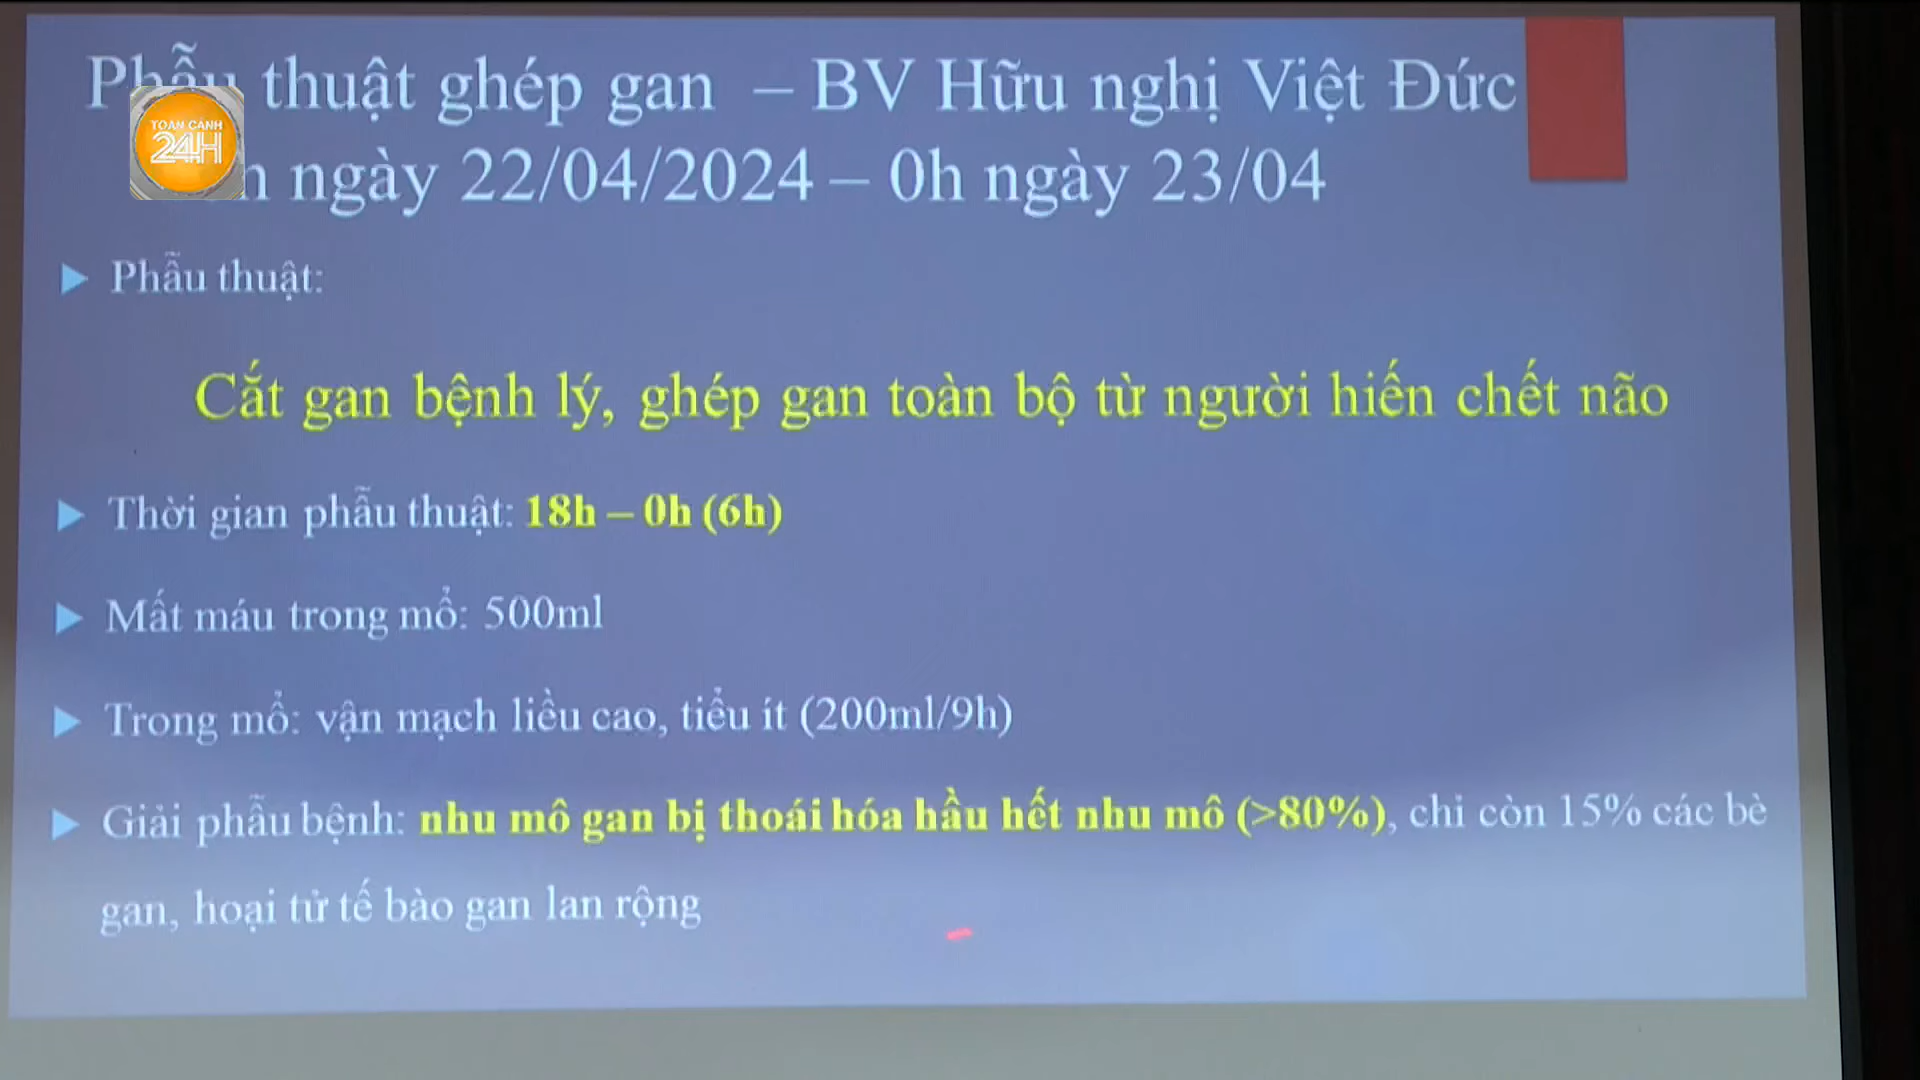 Phẫu thuật ghép gan – BV Hữu nghị Việt Đức
TOÀN CẢNH
24H
ngày 22/04/2024 – 0h ngày 23/04
Phẫu thuật:
Cắt gan bệnh lý, ghép gan toàn bộ từ người hiến chết não
Thời gian phẫu thuật: 18h – 0h (6h)
Mất máu trong mổ: 500ml
Trong mổ: vận mạch liều cao, tiểu ít (200ml/9h)
Giải phẫu bệnh: nhu mô gan bị thoái hóa hầu hết nhu mô (>80%), chỉ còn 15% các bè
gan, hoại tử tế bào gan lan rộng